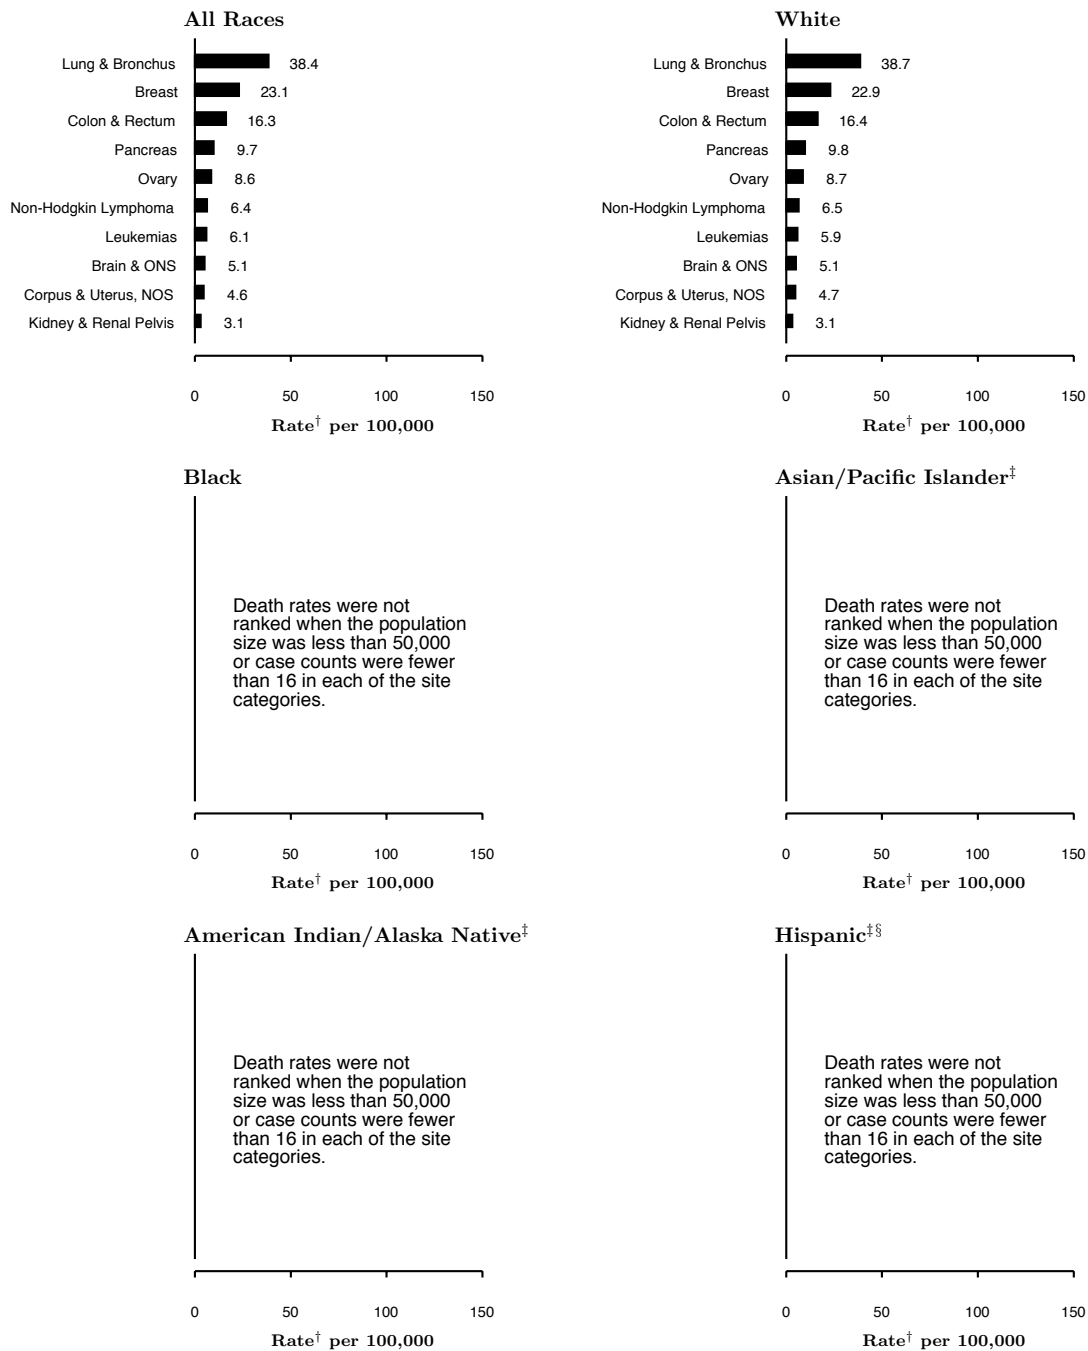 All Races
Lung & Bronchus 38.4
Breast 23.1
Colon & Rectum 16.3
Pancreas 9.7
Ovary 8.6
Non-Hodgkin Lymphoma 6.4
Leukemias 6.1
Brain & ONS 5.1
Corpus & Uterus, NOS 4.6
Kidney & Renal Pelvis 3.1
0 50 100 150
Rate† per 100,000
White
Lung & Bronchus 38.7
Breast 22.9
Colon & Rectum 16.4
Pancreas 9.8
Ovary 8.7
Non-Hodgkin Lymphoma 6.5
Leukemias 5.9
Brain & ONS 5.1
Corpus & Uterus, NOS 4.7
Kidney & Renal Pelvis 3.1
0 50 100 150
Rate† per 100,000
Black
Death rates were not
ranked when the population
size was less than 50,000
or case counts were fewer
than 16 in each of the site
categories.
0 50 100 150
Rate† per 100,000
Asian/Pacific Islander‡
Death rates were not
ranked when the population
size was less than 50,000
or case counts were fewer
than 16 in each of the site
categories.
0 50 100 150
Rate† per 100,000
American Indian/Alaska Native‡
Death rates were not
ranked when the population
size was less than 50,000
or case counts were fewer
than 16 in each of the site
categories.
0 50 100 150
Rate† per 100,000
Hispanic‡§
Death rates were not
ranked when the population
size was less than 50,000
or case counts were fewer
than 16 in each of the site
categories.
0 50 100 150
Rate† per 100,000